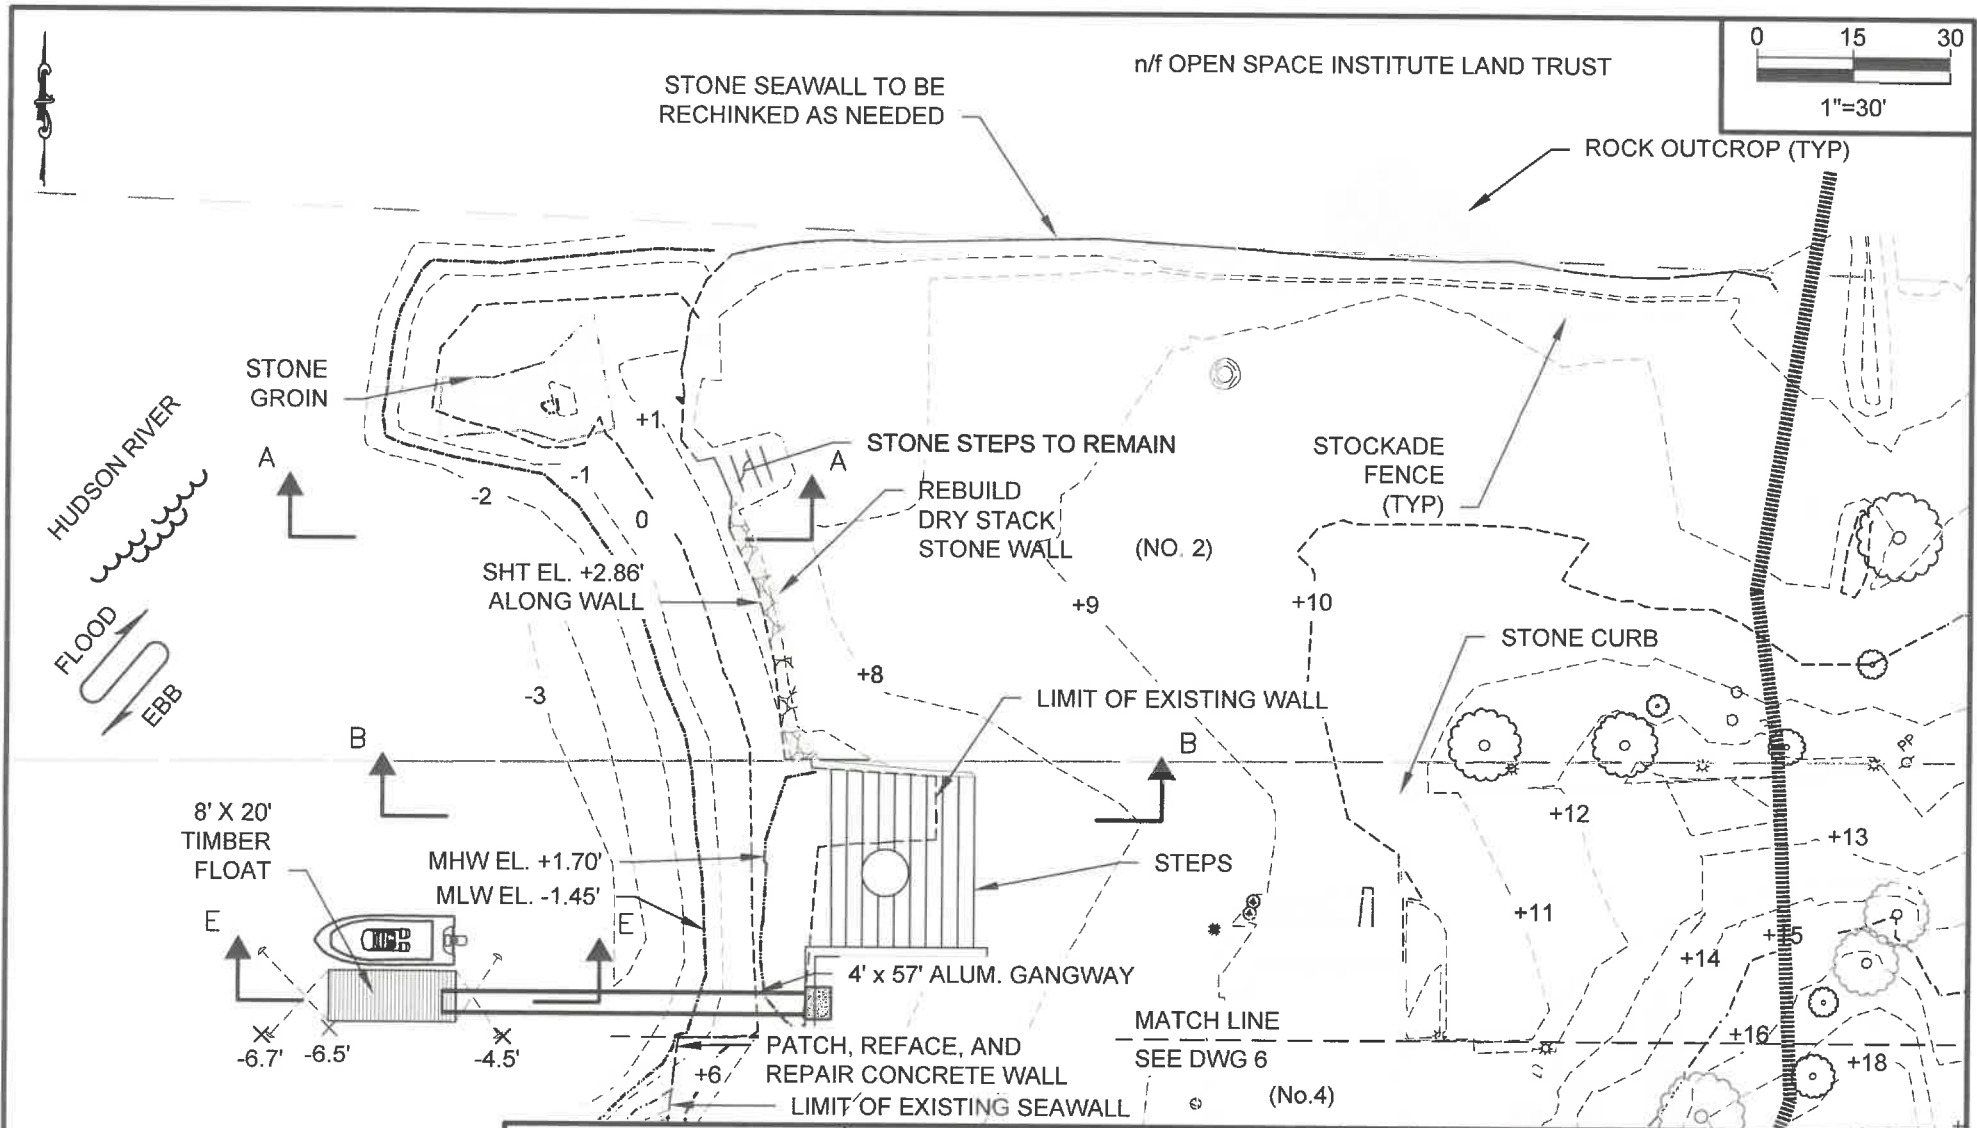 0 15 30
1"=30'
n/f OPEN SPACE INSTITUTE LAND TRUST
STONE SEAWALL TO BE
RECHINKED AS NEEDED
ROCK OUTCROP (TYP)
STONE
GROIN
HUDSON RIVER
+1
A
STONE STEPS TO REMAIN
A
STOCKADE
FENCE
(TYP)
-1
-2
0
REBUILD
DRY STACK
STONE WALL
(NO. 2)
SHT EL. +2.86'
ALONG WALL
+9
+10
FLOOD
EBB
STONE CURB
+8
-3
LIMIT OF EXISTING WALL
B
B
PP
8' X 20'
TIMBER
FLOAT
+12
+13
MHW EL. +1.70'
STEPS
MLW EL. -1.45'
+11
E
E
+15
+14
4' x 57' ALUM. GANGWAY
MATCH LINE
SEE DWG 6
+16
+18
-6.7'
-6.5'
-4.5'
PATCH, REFACE, AND
REPAIR CONCRETE WALL
+6
(No.4)
LIMIT OF EXISTING SEAWALL